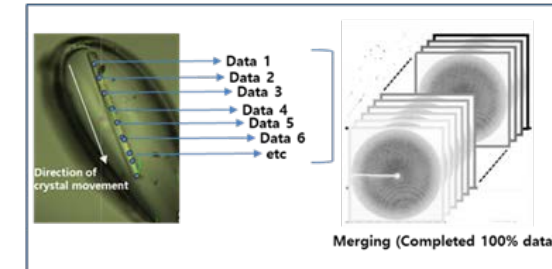 Data 1
Data 2
Data 3
Data 4
Data 5
Data 6
etc
Direction of
crystal movement
Merging (Completed 100% data